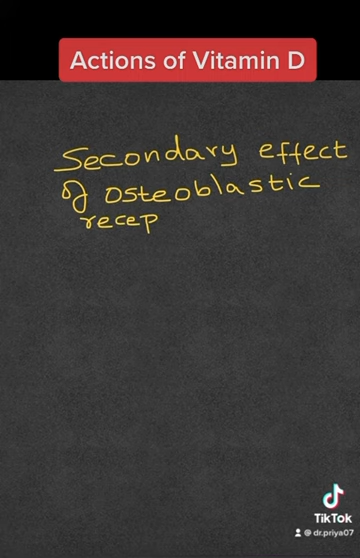 Actions of Vitamin D
Secondary effect
of osteoblastic
recep
TikTok
@ dr.priya07